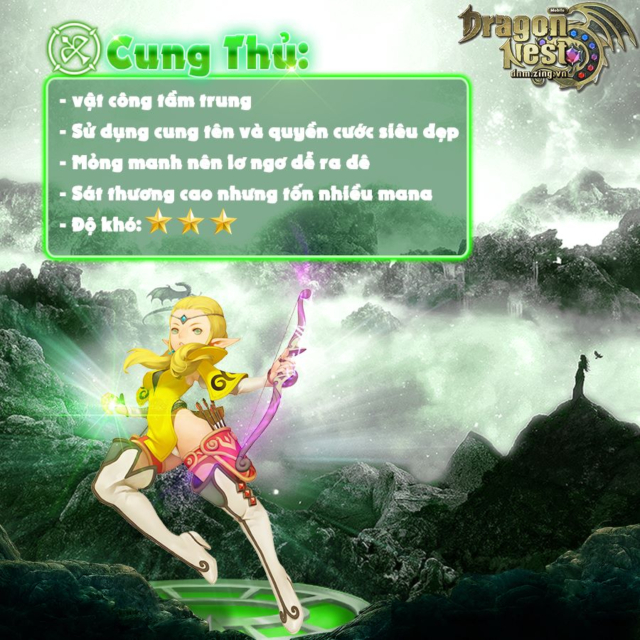 Mobile
Dragon
Nest
dnm.zing.vn
Cung Thủ:
- vật công tầm trung
- Sử dụng cung tên và quyền cước siêu đẹp
- Mỏng manh nên lơ ngơ dễ ra đê
- Sát thương cao nhưng tốn nhiều mana
- Độ khó: